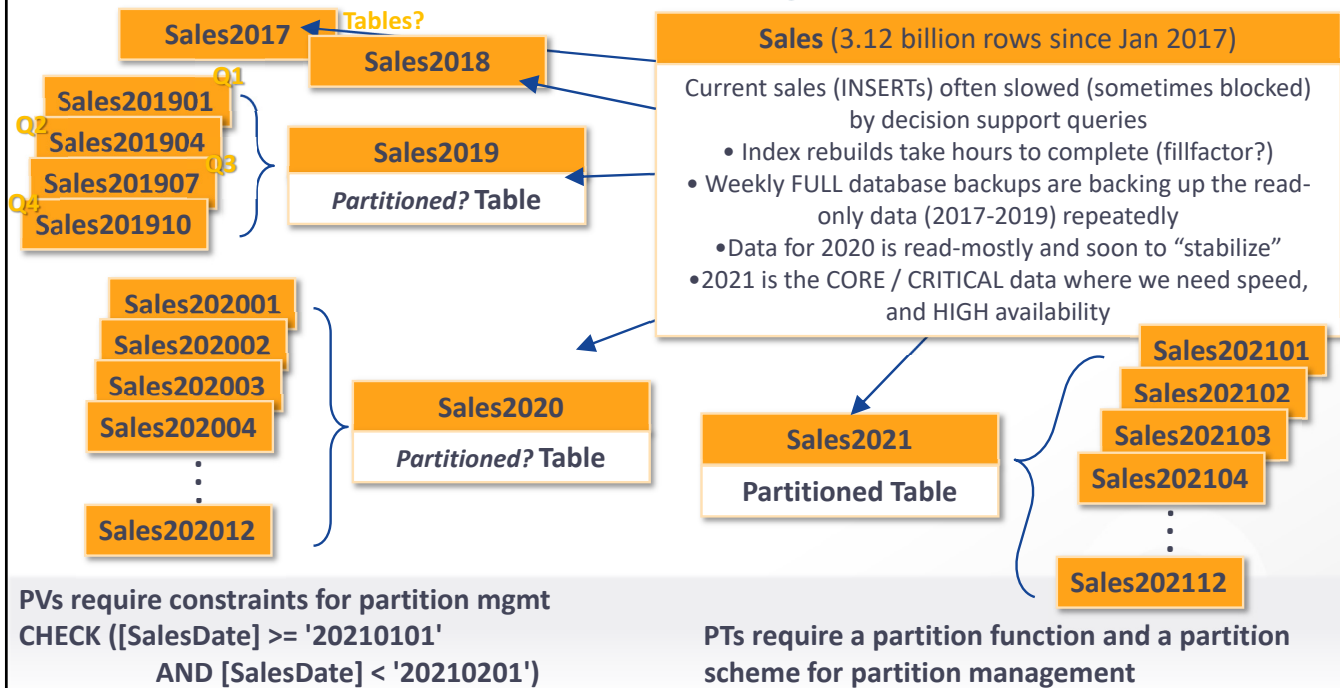 Tables?
Sales2017
Sales2018
Q1
Sales201901
Q2
Sales201904
Q3
Sales201907
Q4
Sales201910
Sales2019
Partitioned? Table
Sales (3.12 billion rows since Jan 2017)
Current sales (INSERTs) often slowed (sometimes blocked)
by decision support queries
• Index rebuilds take hours to complete (fillfactor?)
• Weekly FULL database backups are backing up the read-
only data (2017-2019) repeatedly
•Data for 2020 is read-mostly and soon to “stabilize”
•2021 is the CORE / CRITICAL data where we need speed,
and HIGH availability
Sales202001
Sales202002
Sales202003
Sales202004
Sales202012
Sales2020
Partitioned? Table
Sales2021
Partitioned Table
Sales202101
Sales202102
Sales202103
Sales202104
Sales202112
PVs require constraints for partition mgmt
CHECK ([SalesDate] >= '20210101'
AND [SalesDate] < '20210201')
PTs require a partition function and a partition
scheme for partition management